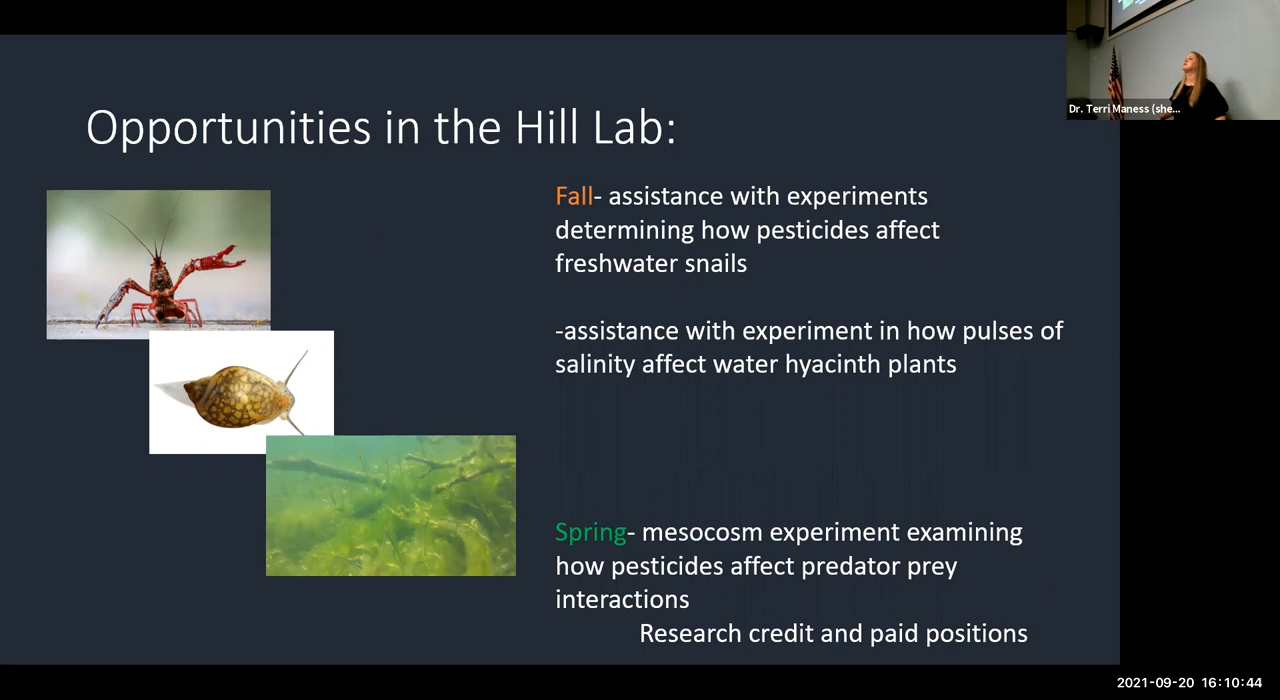 Dr. Terri Maness (she...
Opportunities in the Hill Lab:
Fall- assistance with experiments
determining how pesticides affect
freshwater snails
-assistance with experiment in how pulses of
salinity affect water hyacinth plants
Spring- mesocosm experiment examining
how pesticides affect predator prey
interactions
Research credit and paid positions
2021-09-20 16:10:44